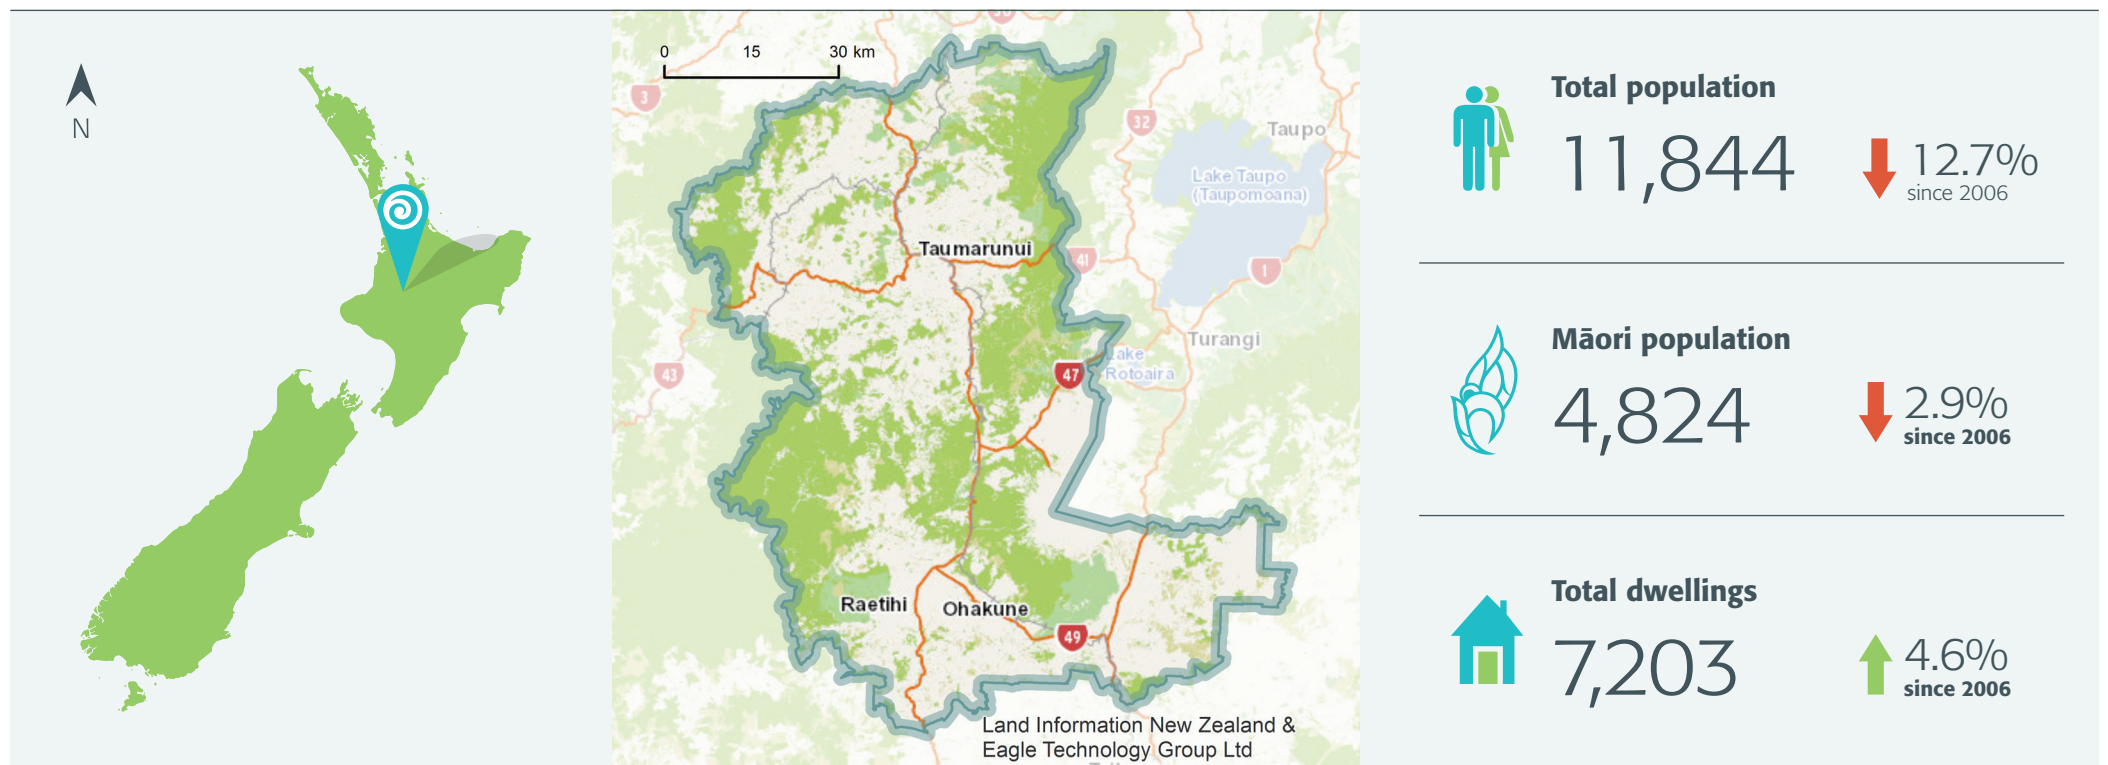 N
0 15 30 km
3
32
Taupo
Lake Taupo
(Taupomoana)
Taumarunui
41
1
Turangi
Lake
Rotoaira
43
47
Raetihi
Ohakune
49
Land Information New Zealand &
Eagle Technology Group Ltd
Total population
11,844
12.7%
since 2006
Māori population
4,824
2.9%
since 2006
Total dwellings
7,203
4.6%
since 2006